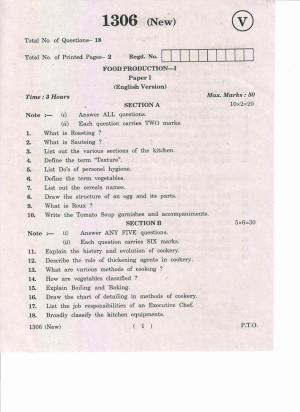 1306 (New)
V
Total No. of Questions- 18
Total No. of Printed Pages- 2 Regd. No.
FOOD PRODUCTION—I
Paper I
(English Version)
Time : 3 Hours Max. Marks : 50
SECTION A 10×2=20
Note :— (i) Answer ALL questions.
(ii) Each question carries TWO marks.
1. What is Roasting ?
2. What is Sauteing ?
3. List out the various sections of the kitchen.
4. Define the term "Texture".
5. List Do's of personel hygiene.
6. Define the term vegetables.
7. List out the cereals names.
8. Draw the structure of an egg and its parts.
9. What is Roux ?
10. Write the Tomato Soup garnishes and accompaniments.
SECTION B 5×6=30
Note :— (i) Answer ANY FIVE questions.
(ii) Each question carries SIX marks.
11. Explain the history and evolution of cookery.
12. Describe the role of thickening agents in cookery.
13. What are various methods of cooking ?
14. How are vegetables classified ?
15. Explain Boiling and Baking.
16. Draw the chart of detailing in methods of cookery.
17. List the job responsibilities of an Executive Chef.
18. Broadly classify the kitchen equipments.
1306 (New) ( 1 ) P.T.O.